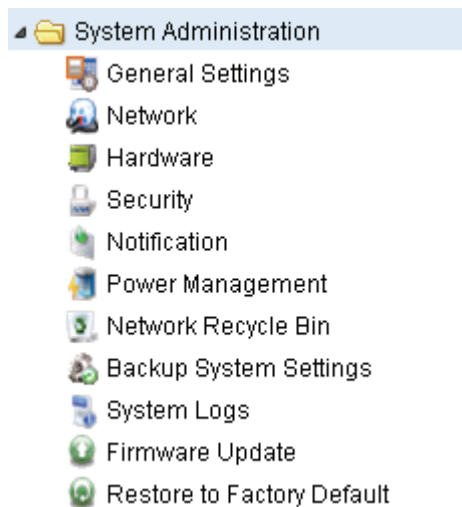 System Administration
General Settings
Network
Hardware
Security
Notification
Power Management
Network Recycle Bin
Backup System Settings
System Logs
Firmware Update
Restore to Factory Default